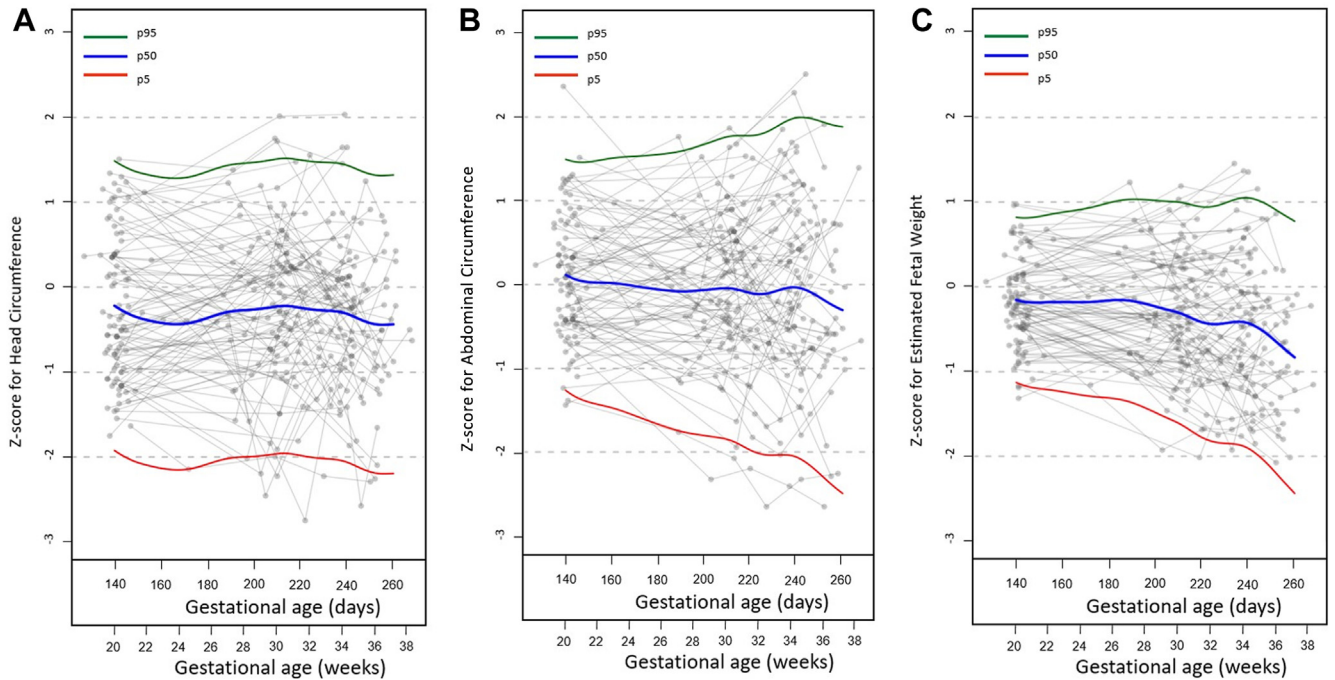 A
3
p95
p50
p5
2
1
0
-1
-2
-3
Z-score for Head Circumference
140 160 180 200 220 240 260
Gestational age (days)
20 22 24 26 28 30 32 34 36 38
Gestational age (weeks)
B
3
p95
p50
p5
2
1
0
-1
-2
-3
Z-score for Abdominal Circumference
140 160 180 200 220 240 260
Gestational age (days)
20 22 24 26 28 30 32 34 36 38
Gestational age (weeks)
C
3
p95
p50
p5
2
1
0
-1
-2
-3
Z-score for Estimated Fetal Weight
140 160 180 200 220 240 260
Gestational age (days)
20 22 24 26 28 30 32 34 36 38
Gestational age (weeks)